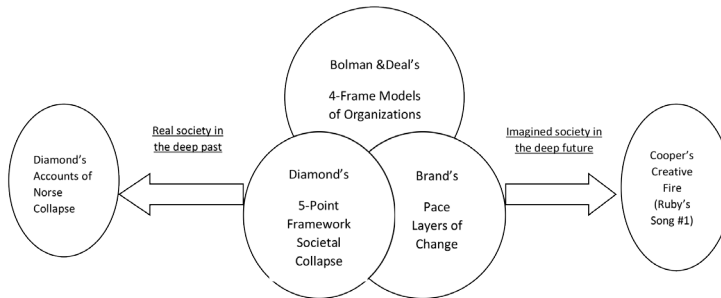 Bolman &Deal's
4-Frame Models
of Organizations
Real society in
the deep past
Imagined society in
the deep future
Diamond's
Accounts of
Norse
Collapse
Diamond's
5-Point
Framework
Societal
Collapse
Brand's
Pace
Layers of
Change
Cooper's
Creative
Fire
(Ruby's
Song #1)